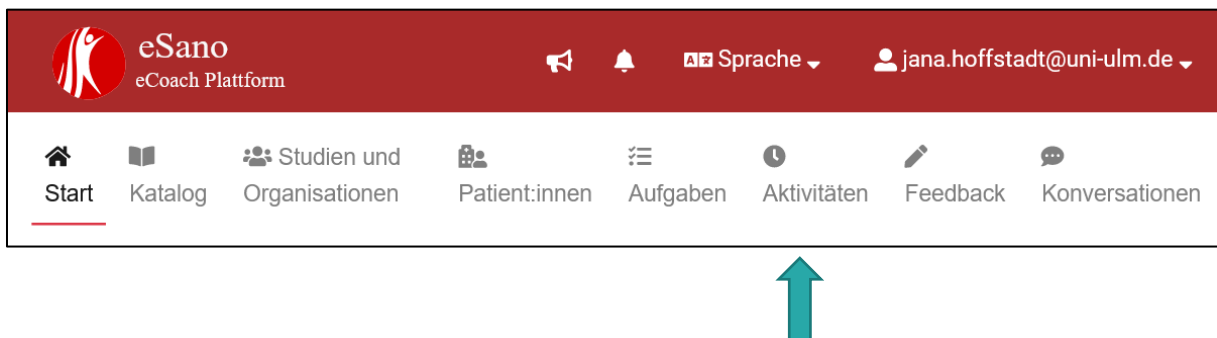 eSano
eCoach Plattform
Sprache
jana.hoffstadt@uni-ulm.de
Start
Katalog
Studien und
Organisationen
Patient:innen
Aufgaben
Aktivitäten
Feedback
Konversationen